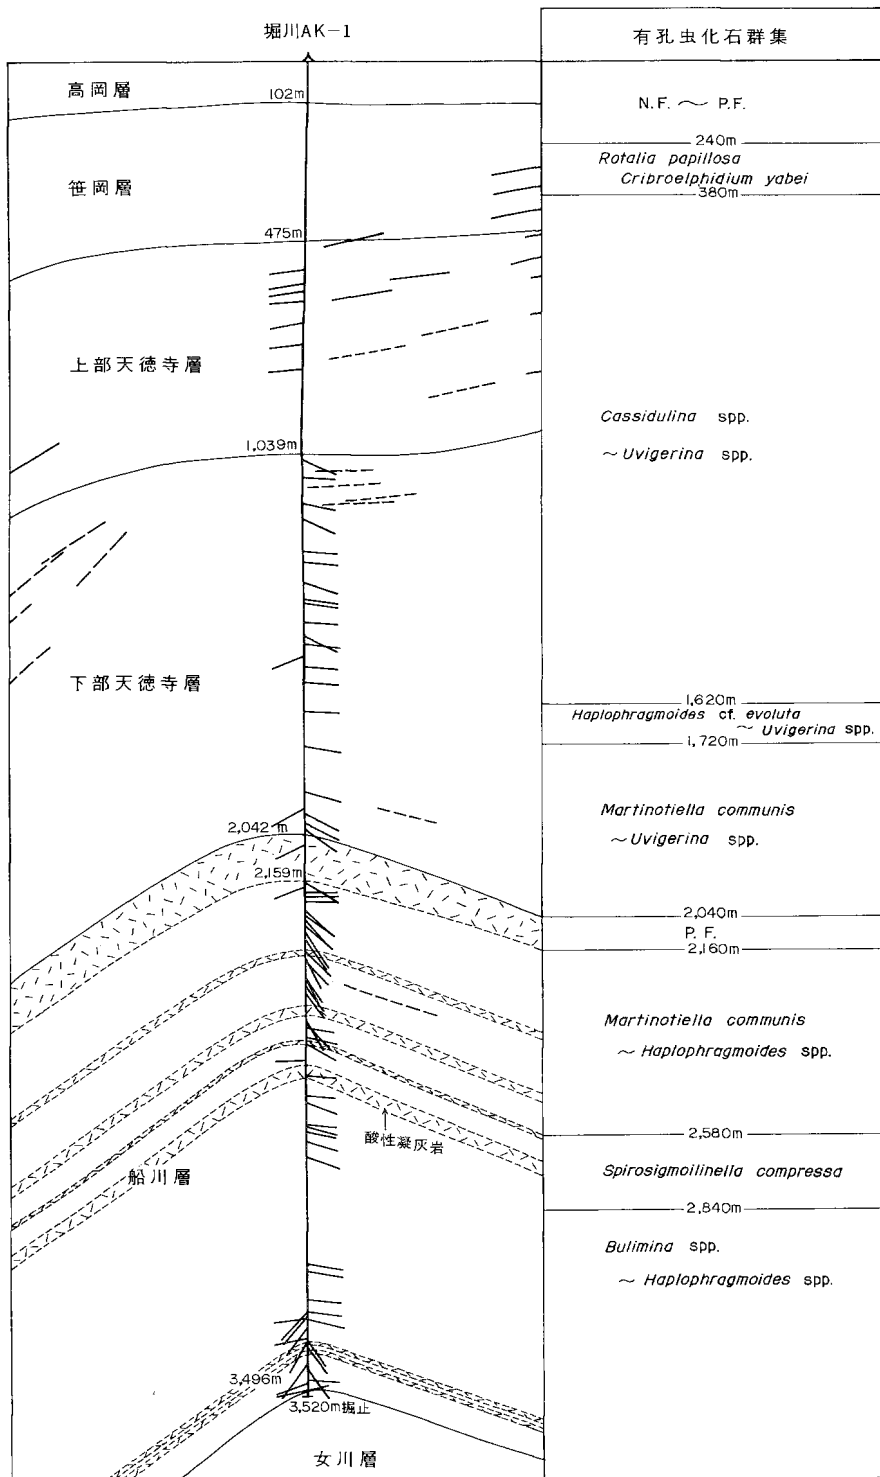 堀川AK-1
有孔虫化石群集
高岡層
102m
N.F. ～ P.F.
240m
Rotalia papillosa
Cribroelphidium yabei
380m
笹岡層
475m
上部天徳寺層
Cassidulina spp.
～ Uvigerina spp.
1,039m
下部天徳寺層
1,620m
Haplophragmoides cf. evoluta
～ Uvigerina spp.
1,720m
Martinotiella communis
～ Uvigerina spp.
2,042 m
2,159m
2,040m
P. F.
2,160m
Martinotiella communis
～ Haplophragmoides spp.
酸性凝灰岩
2,580m
船川層
Spirosigmoilinella compressa
2,840m
Bulimina spp.
～ Haplophragmoides spp.
3,496m
3,520m掘止
女川層